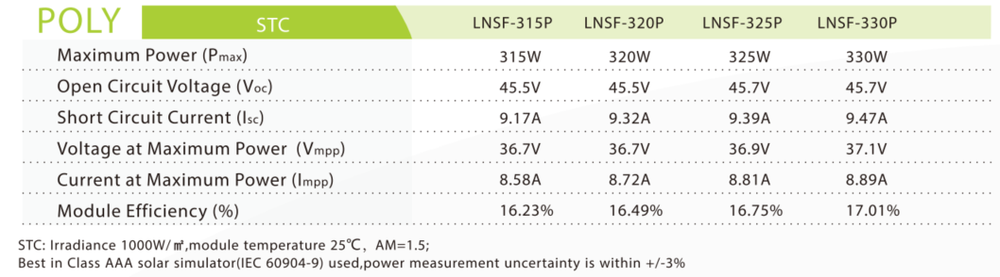 POLY STC LNSF-315P LNSF-320P LNSF-325P LNSF-330P
Maximum Power (Pmax) 315W 320W 325W 330W
Open Circuit Voltage (Voc) 45.5V 45.5V 45.7V 45.7V
Short Circuit Current (Isc) 9.17A 9.32A 9.39A 9.47A
Voltage at Maximum Power (Vmpp) 36.7V 36.7V 36.9V 37.1V
Current at Maximum Power (Impp) 8.58A 8.72A 8.81A 8.89A
Module Efficiency (%) 16.23% 16.49% 16.75% 17.01%
STC: Irradiance 1000W/㎡,module temperature 25℃, AM=1.5;
Best in Class AAA solar simulator(IEC 60904-9) used,power measurement uncertainty is within +/-3%